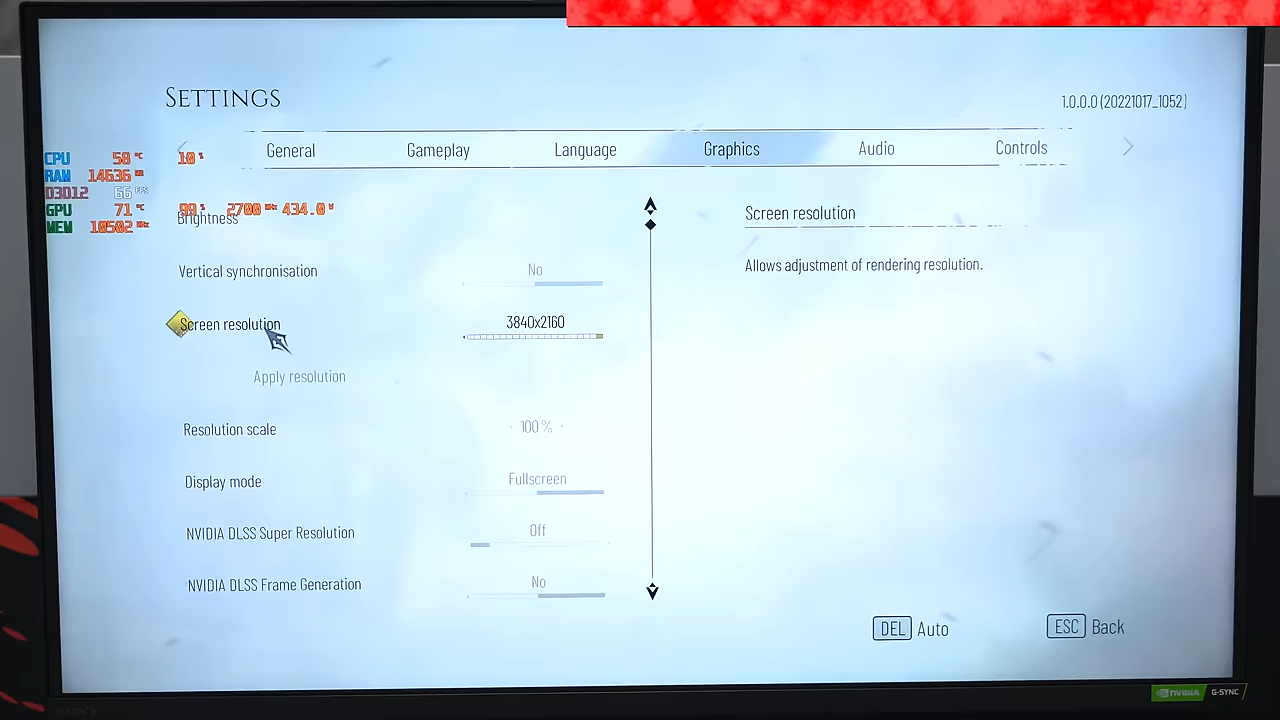 SETTINGS
1.0.0.0 (20221017_1052)
General Gameplay Language Graphics Audio Controls
CPU 58 °C 10 %
RAM 14636 MB
D3D12 66 FPS
GPU 71 °C 99 % 2700 MHz 434.0 W
MEM 10502 MHz
Brightness
Vertical synchronisation No
Screen resolution 3840x2160
Apply resolution
Resolution scale 100 %
Display mode Fullscreen
NVIDIA DLSS Super Resolution Off
NVIDIA DLSS Frame Generation No
Screen resolution
Allows adjustment of rendering resolution.
DEL Auto ESC Back
NVIDIA G-SYNC